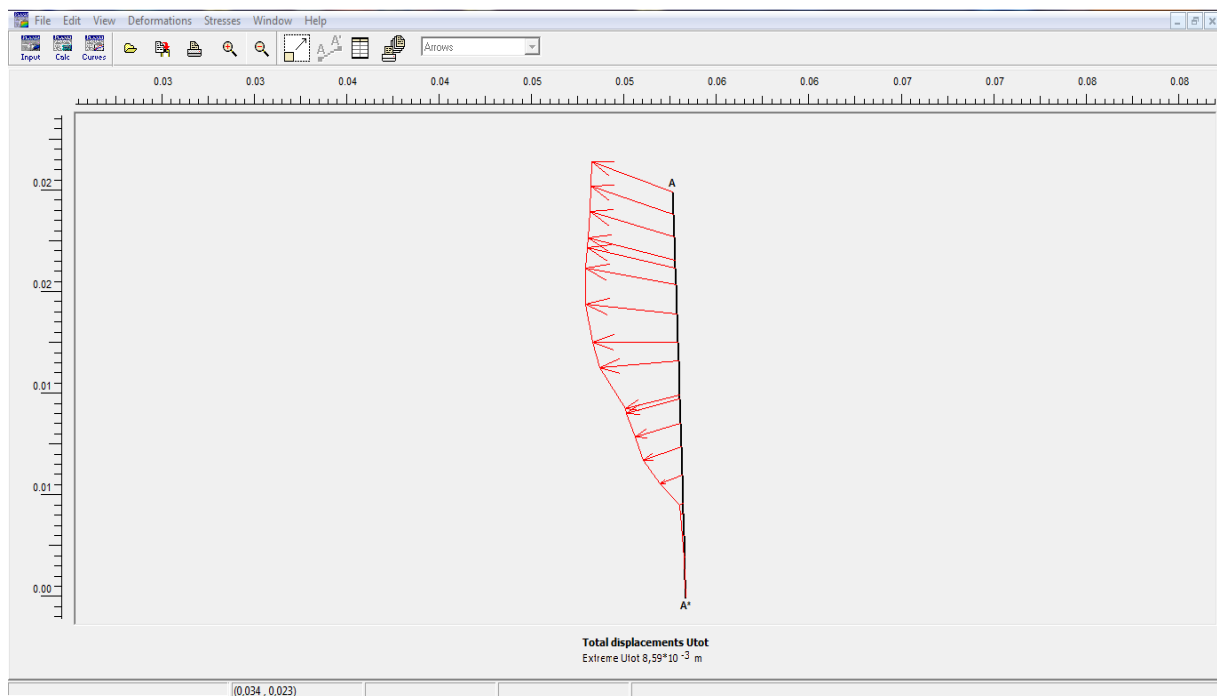 File Edit View Deformations Stresses Window Help
Input Calc Curves A A* Arrows
0.03 0.03 0.04 0.04 0.05 0.05 0.06 0.06 0.07 0.07 0.08 0.08
0.02
A
0.02
0.01
0.01
0.00
A*
Total displacements Utot
Extreme Utot 8,59*10 -3 m
(0,034 , 0,023)